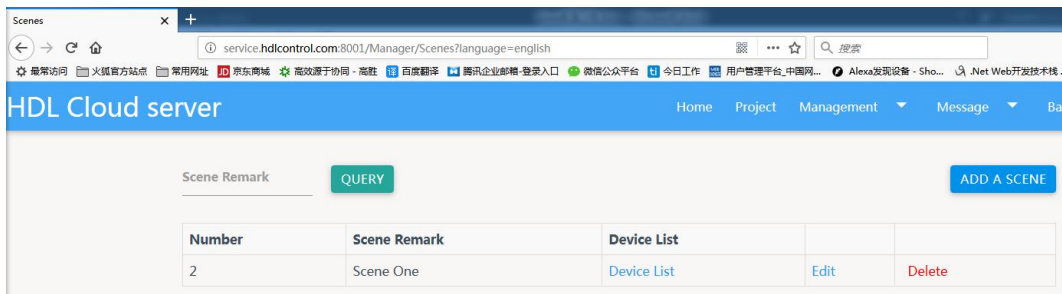 Scenes
service.hdlcontrol.com:8001/Manager/Scenes?language=english
搜索
最常访问 火狐官方站点 常用网址 JD 京东商城 高效源于协同 - 高胜 译 百度翻译 腾讯企业邮箱-登录入口 微信公众平台 ti 今日工作 用户管理平台_中国网... Alexa发现设备 - Sho... .Net Web开发技术栈
HDL Cloud server Home Project Management Message Ba
Scene Remark QUERY ADD A SCENE
Number Scene Remark Device List
2 Scene One Device List Edit Delete